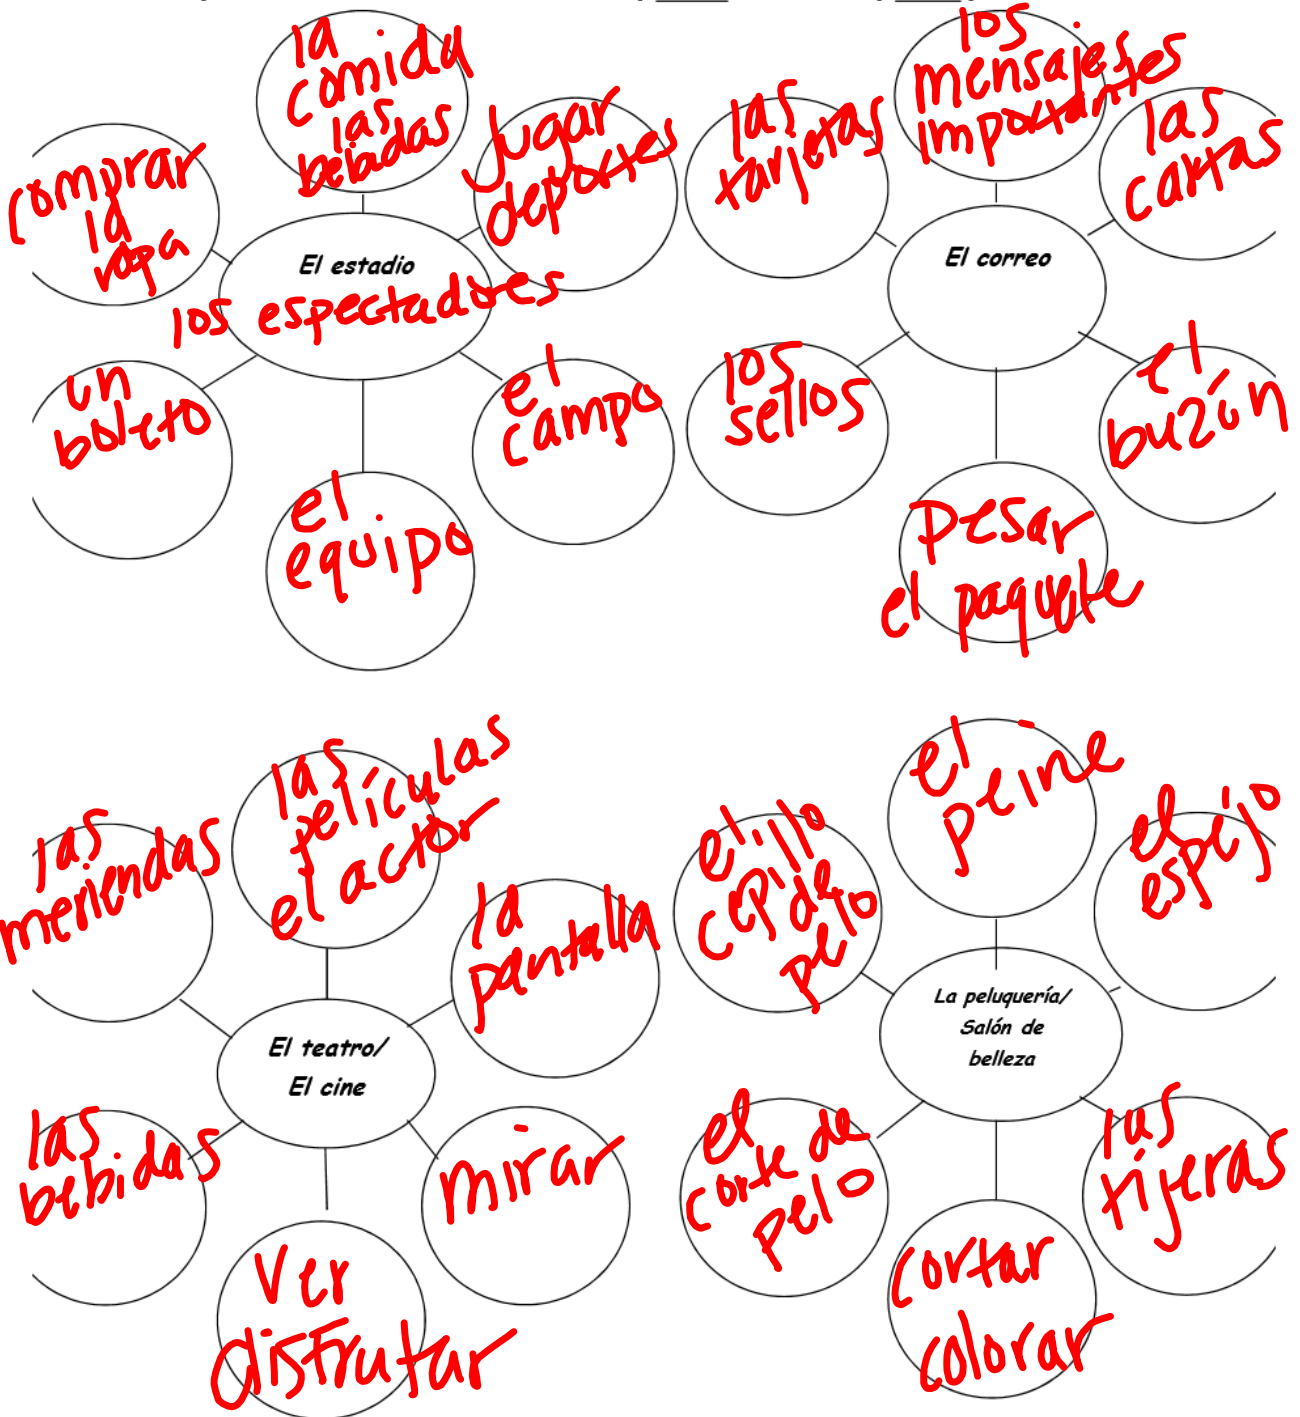 la
comida
las
bebidas
jugar
deportes
comprar
la
ropa
El estadio
los espectadores
un
boleto
el
campo
el
equipo
los
mensajes
importantes
las
tarjetas
las
cartas
El correo
los
sellos
el
buzón
pesar
el paquete
las
películas
el actor
las
meriendas
la
pantalla
El teatro/
El cine
las
bebidas
mirar
ver
disfrutar
el
peine
el
cepillo
de
pelo
el
espejo
La peluquería/
Salón de
belleza
el
corte de
pelo
las
tijeras
cortar
colorar